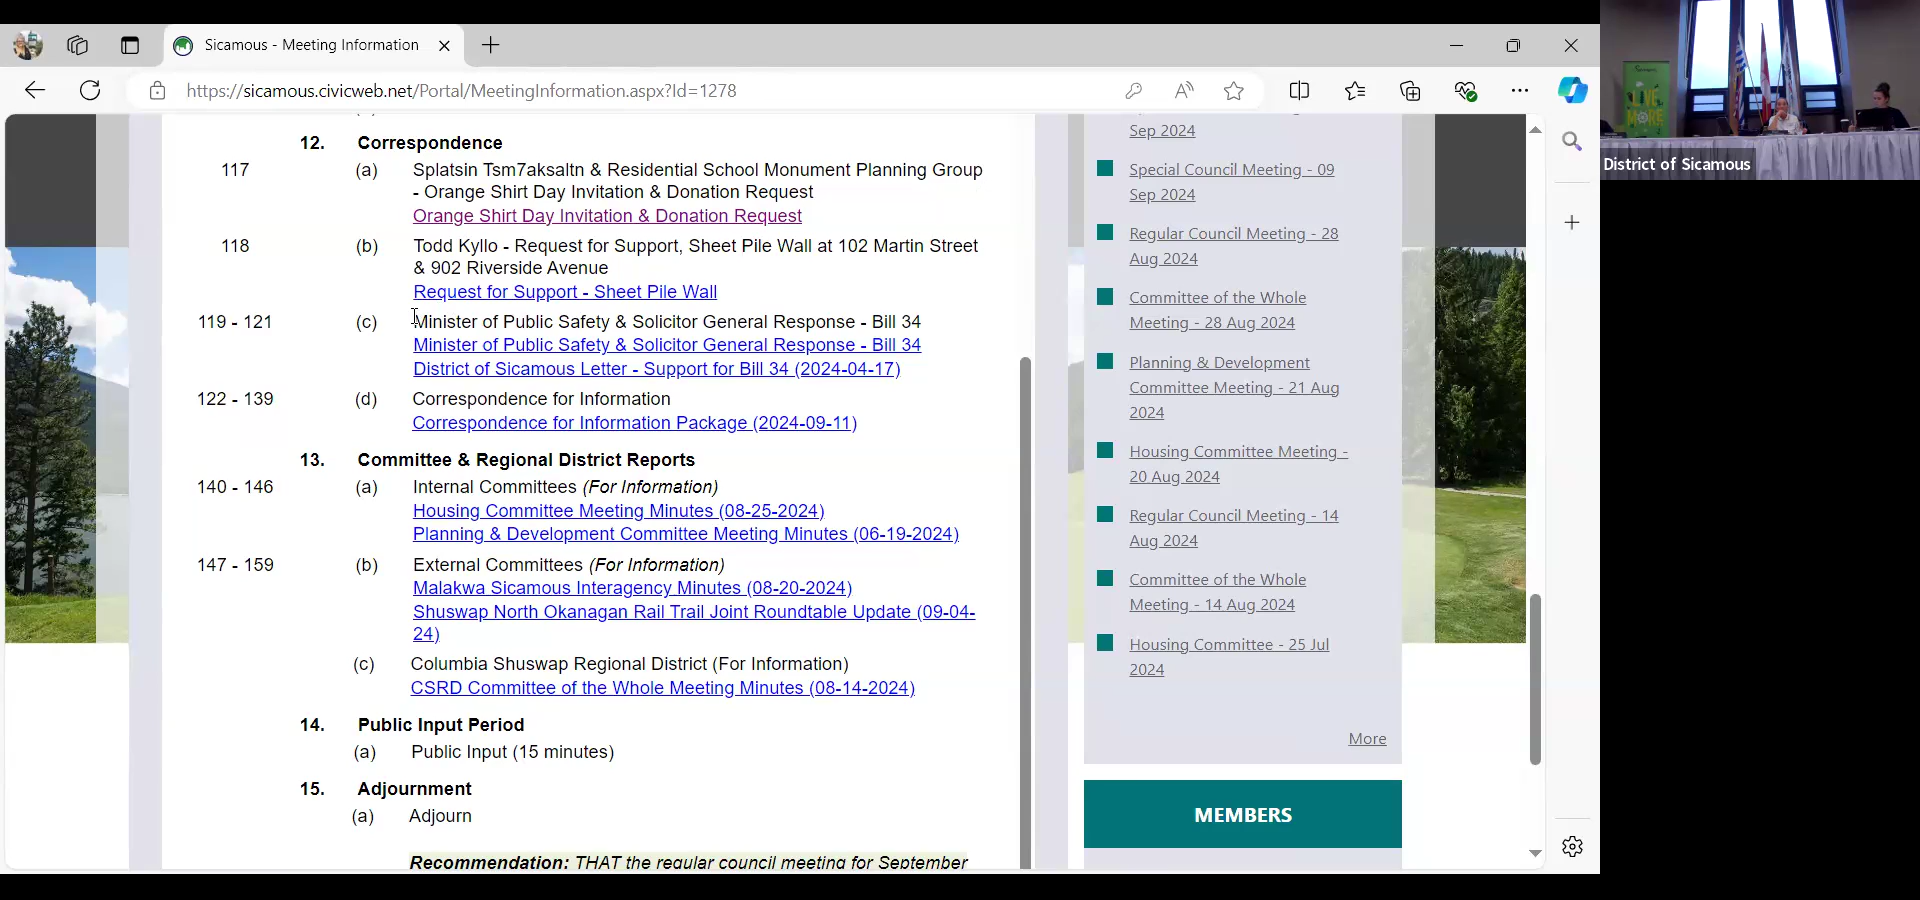 Sicamous - Meeting Information
https://sicamous.civicweb.net/Portal/MeetingInformation.aspx?Id=1278
12. Correspondence
117 (a) Splatsin Tsm7aksaltn & Residential School Monument Planning Group
- Orange Shirt Day Invitation & Donation Request
Orange Shirt Day Invitation & Donation Request
118 (b) Todd Kyllo - Request for Support, Sheet Pile Wall at 102 Martin Street
& 902 Riverside Avenue
Request for Support - Sheet Pile Wall
119 - 121 (c) Minister of Public Safety & Solicitor General Response - Bill 34
Minister of Public Safety & Solicitor General Response - Bill 34
District of Sicamous Letter - Support for Bill 34 (2024-04-17)
122 - 139 (d) Correspondence for Information
Correspondence for Information Package (2024-09-11)
13. Committee & Regional District Reports
140 - 146 (a) Internal Committees (For Information)
Housing Committee Meeting Minutes (08-25-2024)
Planning & Development Committee Meeting Minutes (06-19-2024)
147 - 159 (b) External Committees (For Information)
Malakwa Sicamous Interagency Minutes (08-20-2024)
Shuswap North Okanagan Rail Trail Joint Roundtable Update (09-04-
24)
(c) Columbia Shuswap Regional District (For Information)
CSRD Committee of the Whole Meeting Minutes (08-14-2024)
14. Public Input Period
(a) Public Input (15 minutes)
15. Adjournment
(a) Adjourn
Recommendation: THAT the regular council meeting for September
Sep 2024
Special Council Meeting - 09
Sep 2024
Regular Council Meeting - 28
Aug 2024
Committee of the Whole
Meeting - 28 Aug 2024
Planning & Development
Committee Meeting - 21 Aug
2024
Housing Committee Meeting -
20 Aug 2024
Regular Council Meeting - 14
Aug 2024
Committee of the Whole
Meeting - 14 Aug 2024
Housing Committee - 25 Jul
2024
More
MEMBERS
LIVE
MORE
District of Sicamous